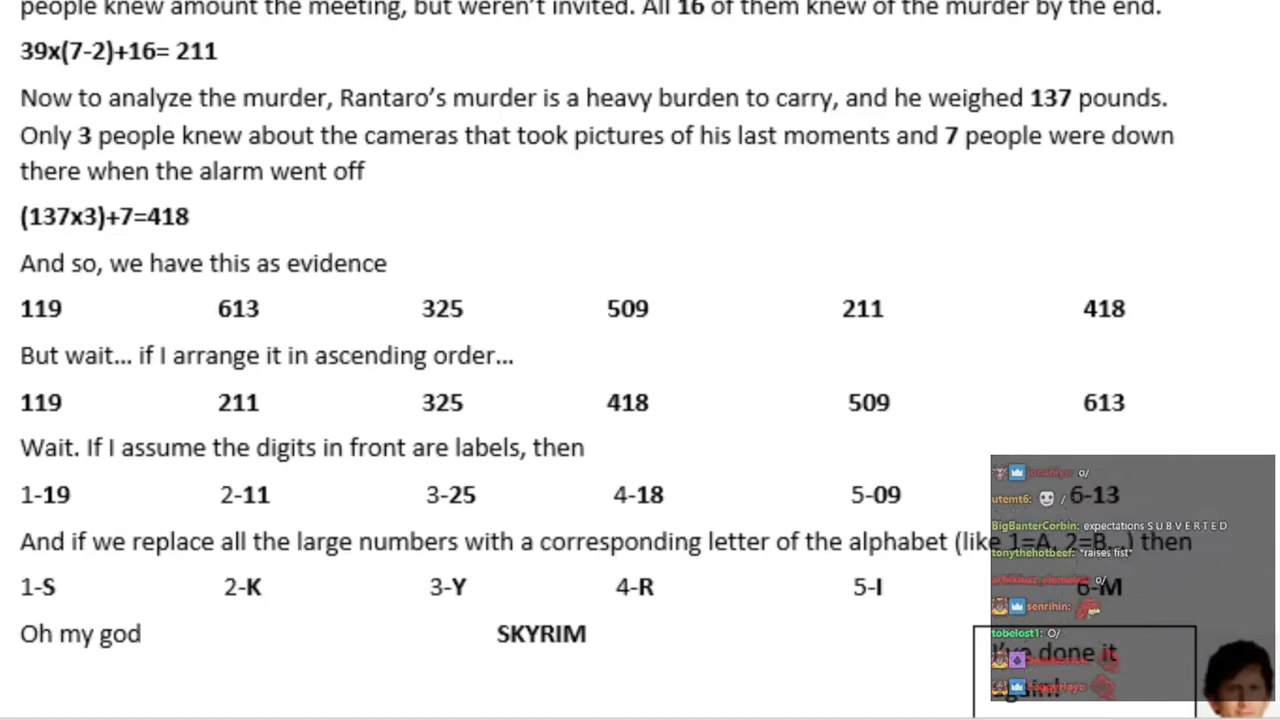 people knew amount the meeting, but weren't invited. All 16 of them knew of the murder by the end.
39x(7-2)+16= 211
Now to analyze the murder, Rantaro's murder is a heavy burden to carry, and he weighed 137 pounds.
Only 3 people knew about the cameras that took pictures of his last moments and 7 people were down
there when the alarm went off
(137x3)+7=418
And so, we have this as evidence
119 613 325 509 211 418
But wait... if I arrange it in ascending order...
119 211 325 418 509 613
Wait. If I assume the digits in front are labels, then
1-19 2-11 3-25 4-18 5-09 6-13
And if we replace all the large numbers with a corresponding letter of the alphabet (like 1=A, 2=B...) then
1-S 2-K 3-Y 4-R 5-I 6-M
Oh my god SKYRIM
I've done it
again!
o/
utemt6: /
BigBanterCorbin: expectations S U B V E R T E D
tonythehotbeef: *raises fist*
o/
senrihin:
tobelost1: O/